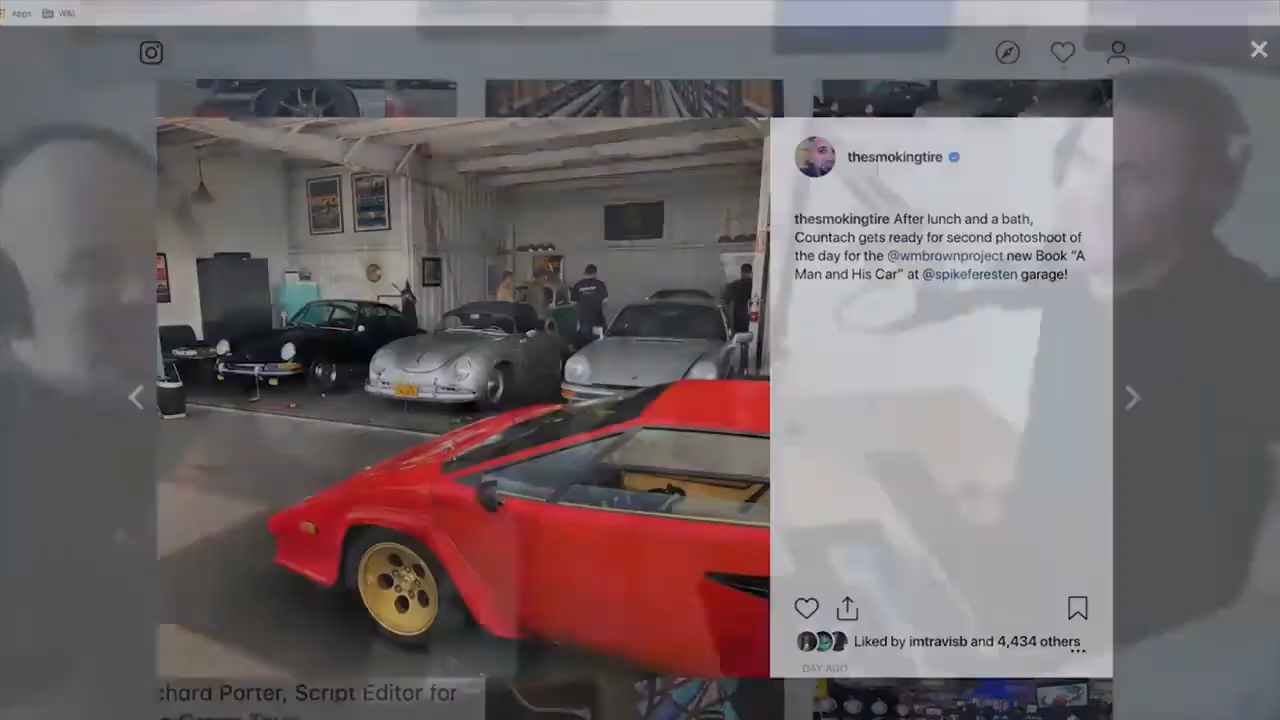 Apps W&L
thesmokingtire
thesmokingtire After lunch and a bath,
Countach gets ready for second photoshoot of
the day for the @wmbrownproject new Book “A
Man and His Car” at @spikeferesten garage!
Liked by imtravisb and 4,434 others
DAY AGO
chard Porter, Script Editor for